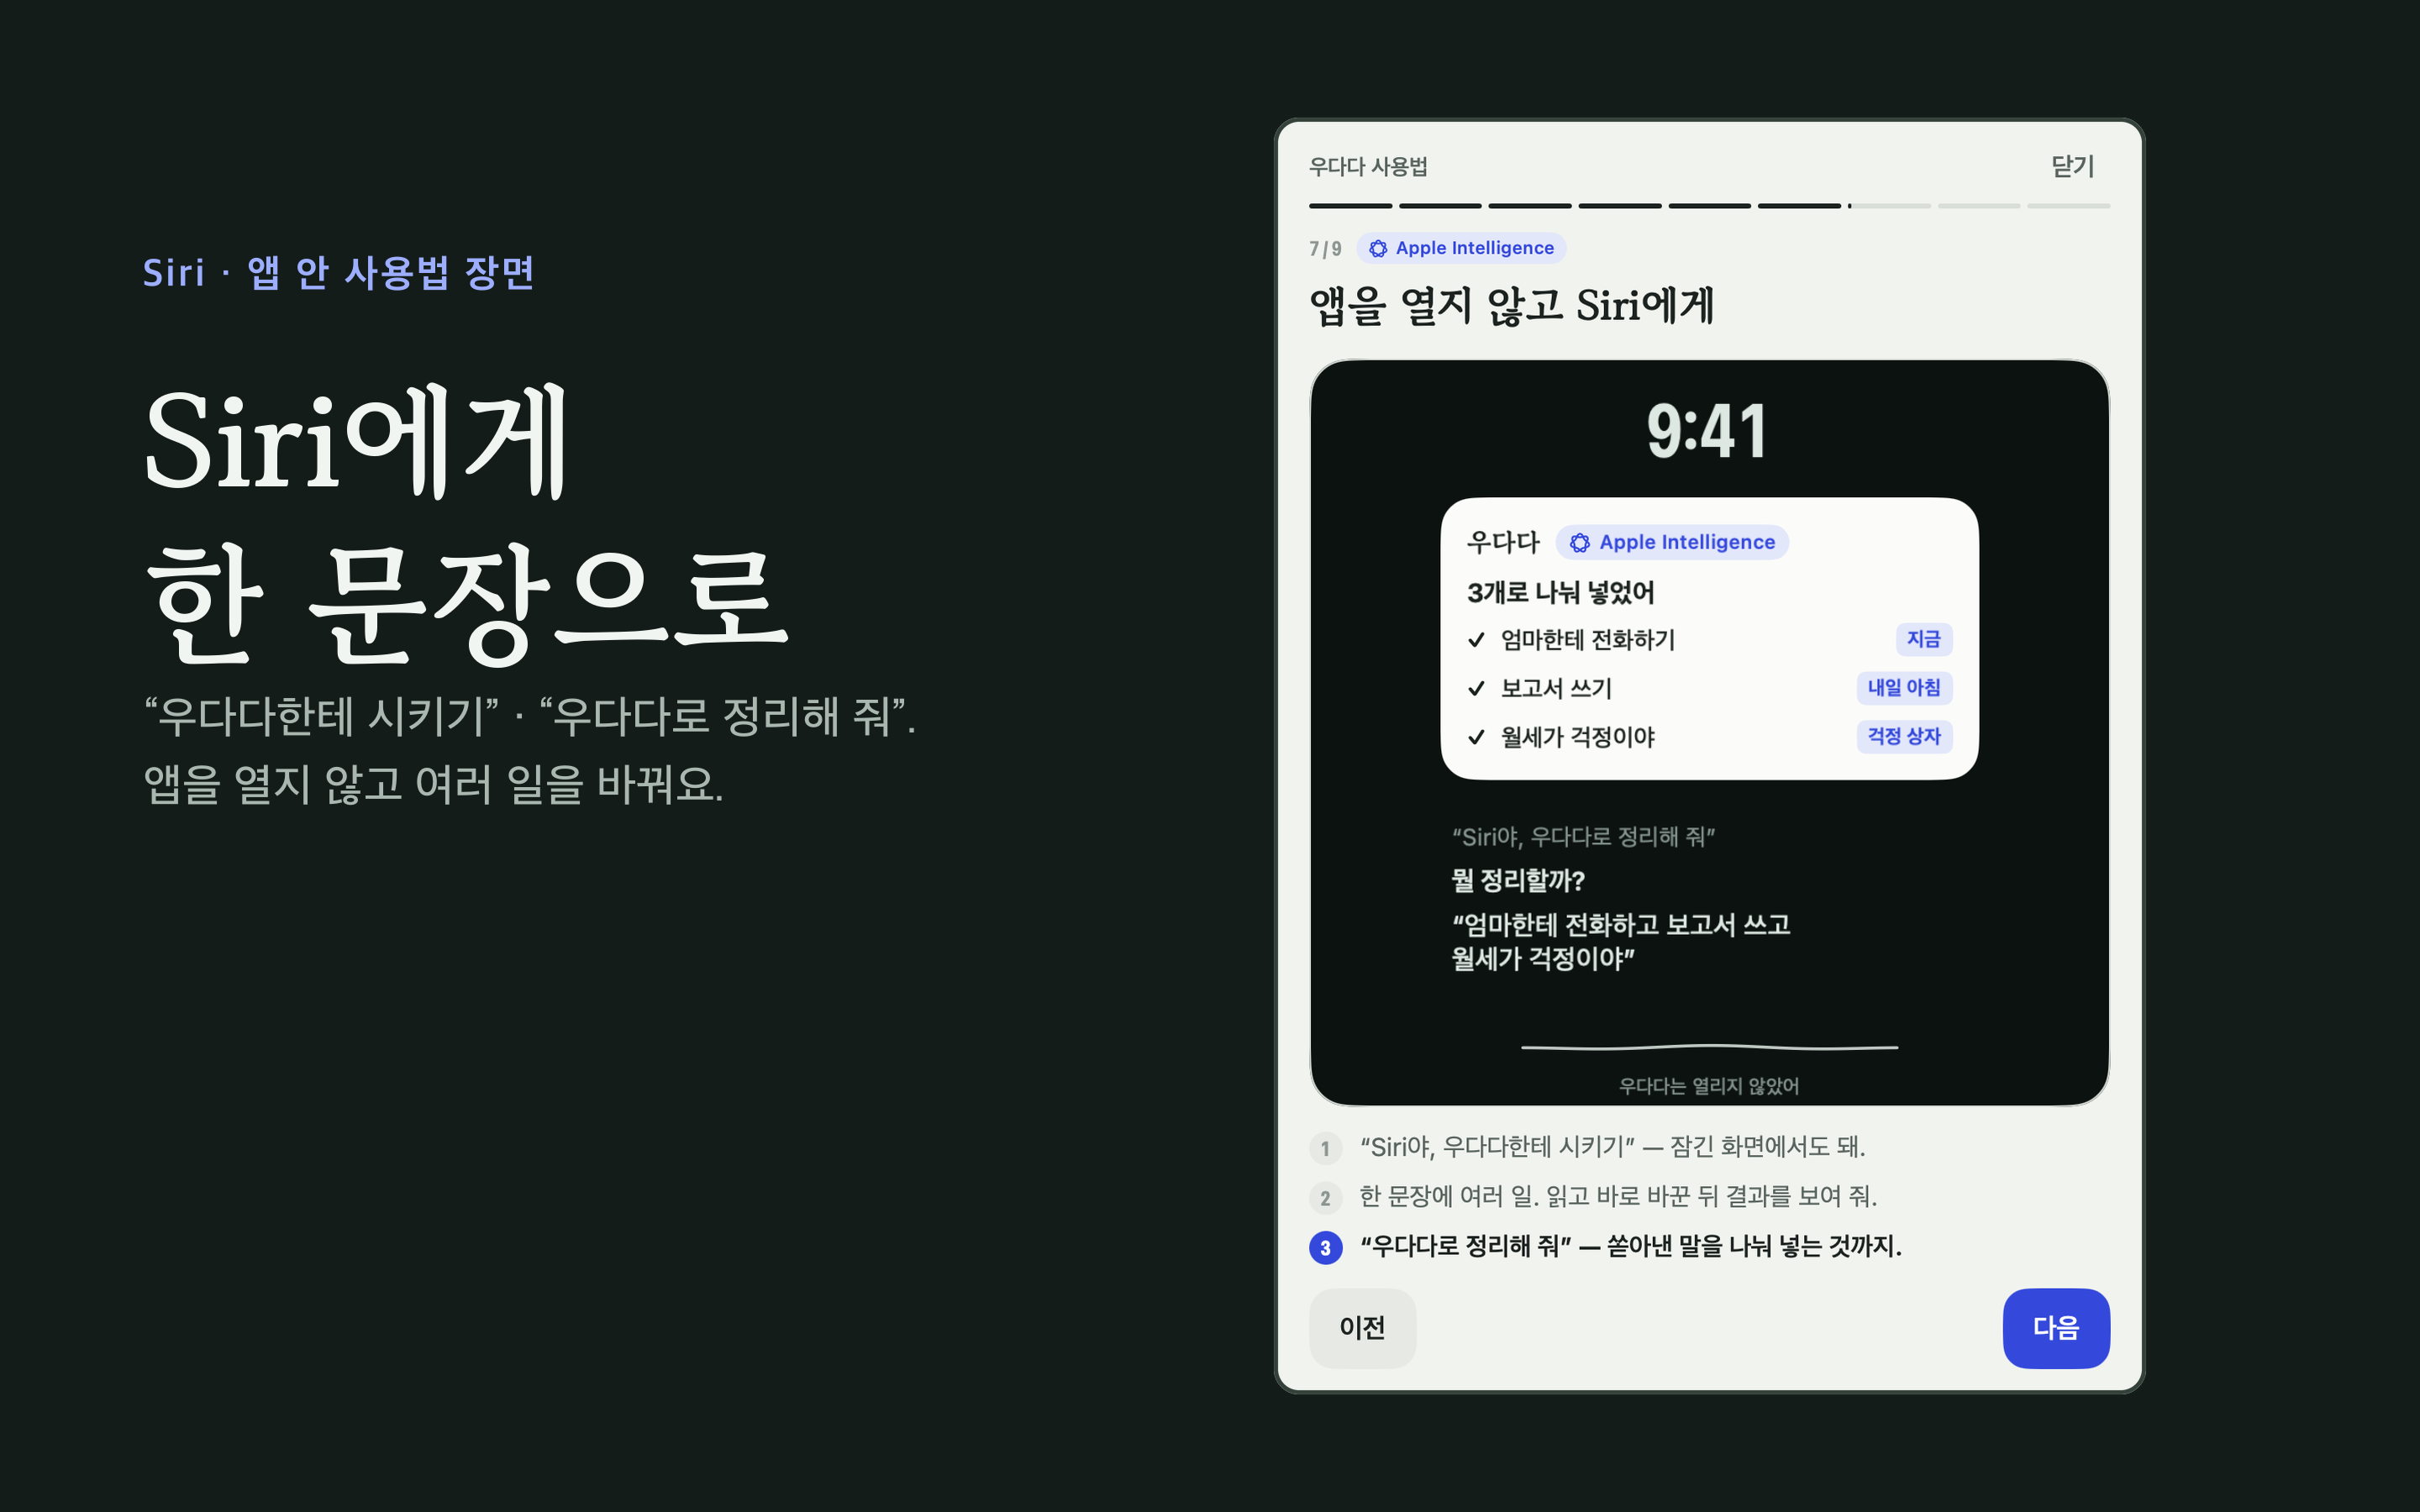 Siri · 앱 안 사용법 장면
Siri에게
한 문장으로
“우다다한테 시키기” · “우다다로 정리해 줘”.
앱을 열지 않고 여러 일을 바꿔요.
우다다 사용법
닫기
7/9
Apple Intelligence
앱을 열지 않고 Siri에게
9:41
우다다
Apple Intelligence
3개로 나눠 넣었어
엄마한테 전화하기
지금
보고서 쓰기
내일 아침
월세가 걱정이야
걱정 상자
“Siri야, 우다다로 정리해 줘”
뭘 정리할까?
“엄마한테 전화하고 보고서 쓰고
월세가 걱정이야”
우다다는 열리지 않았어
1 “Siri야, 우다다한테 시키기” — 잠긴 화면에서도 돼.
2 한 문장에 여러 일. 읽고 바로 바꾼 뒤 결과를 보여 줘.
3 “우다다로 정리해 줘” — 쏟아낸 말을 나눠 넣는 것까지.
이전
다음